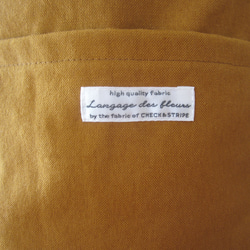 high quality fabric
Langage des fleurs
by the fabric of CHECK&STRIPE